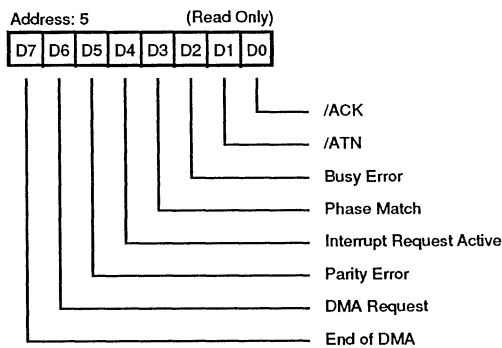 Address: 5 (Read Only)
D7 D6 D5 D4 D3 D2 D1 D0
/ACK
/ATN
Busy Error
Phase Match
Interrupt Request Active
Parity Error
DMA Request
End of DMA